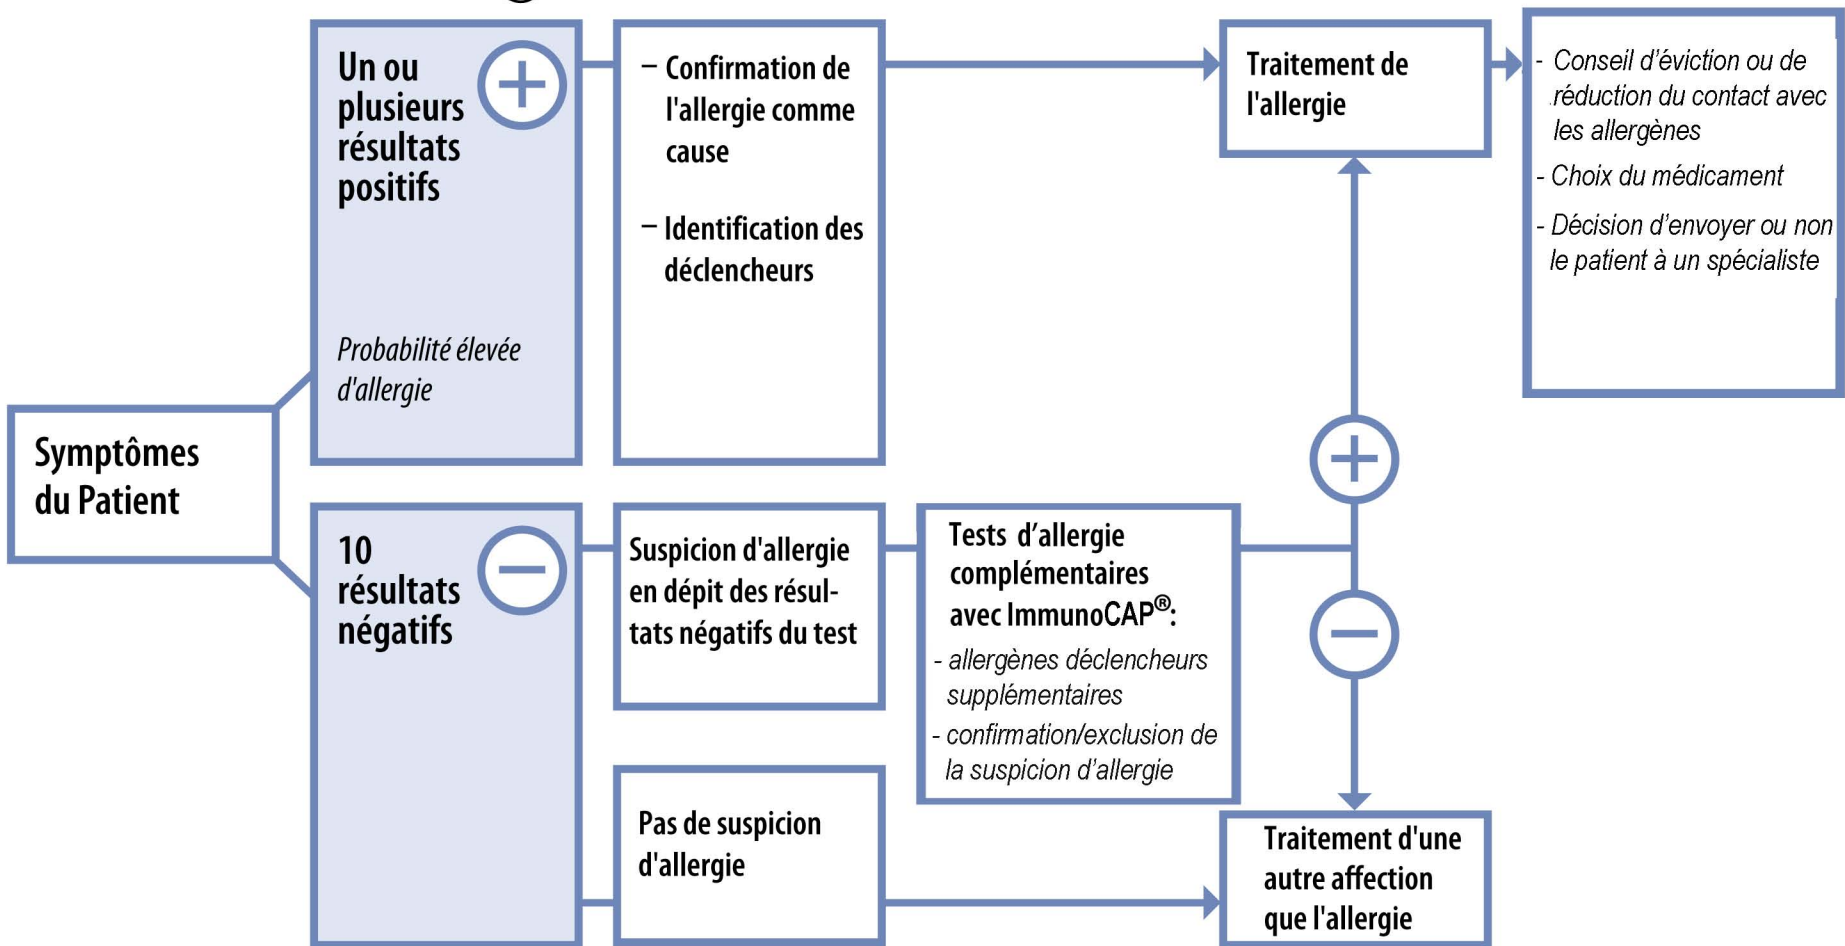 Symptômes
du Patient
Un ou
plusieurs
résultats
positifs
Probabilité élevée
d'allergie
– Confirmation de
l'allergie comme
cause
– Identification des
déclencheurs
Traitement de
l'allergie
- Conseil d’éviction ou de
réduction du contact avec
les allergènes
- Choix du médicament
- Décision d’envoyer ou non
le patient à un spécialiste
10
résultats
négatifs
Suspicion d'allergie
en dépit des résul-
tats négatifs du test
Tests d’allergie
complémentaires
avec ImmunoCAP®:
- allergènes déclencheurs
supplémentaires
- confirmation/exclusion de
la suspicion d’allergie
Pas de suspicion
d'allergie
Traitement d'une
autre affection
que l'allergie